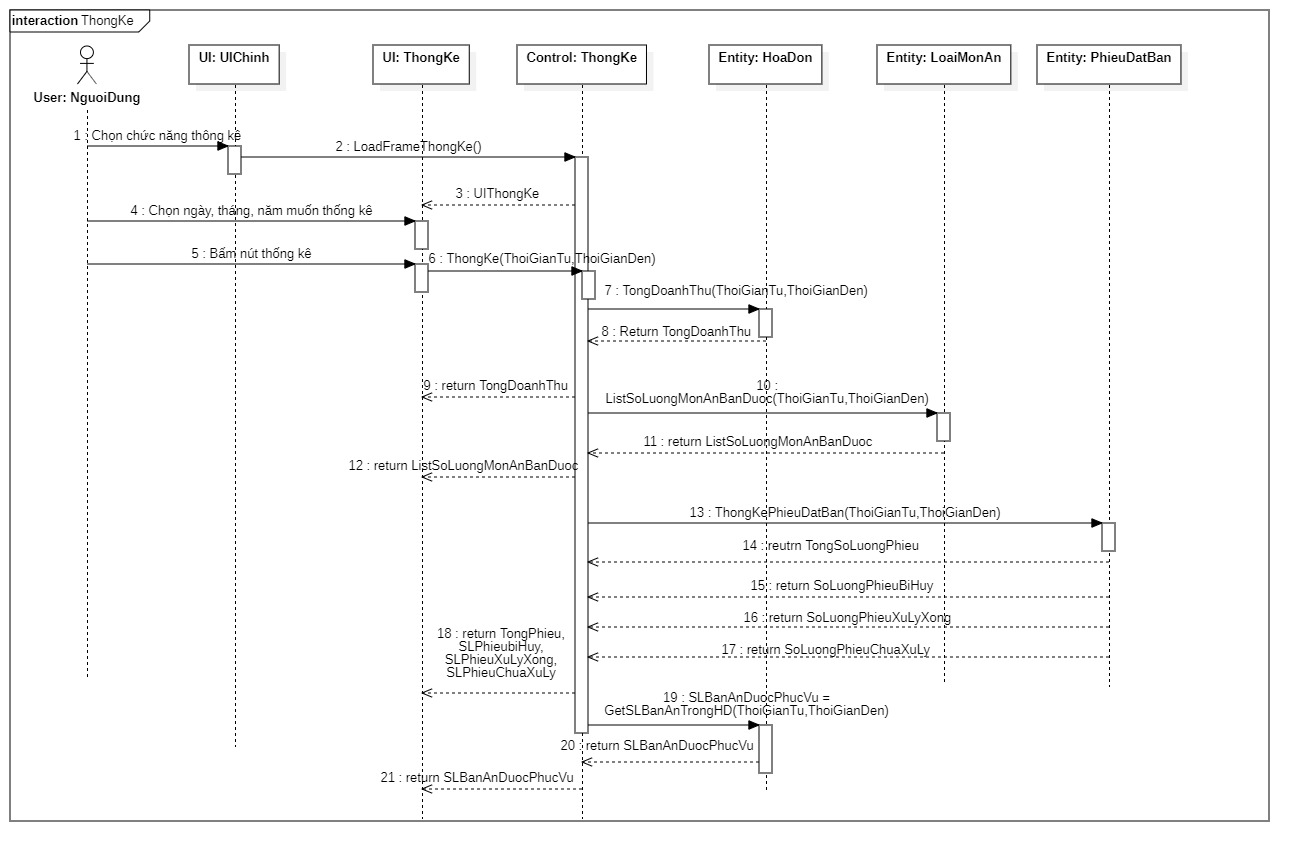 interaction ThongKe
User: NguoiDung
UI: UIChinh
UI: ThongKe
Control: ThongKe
Entity: HoaDon
Entity: LoaiMonAn
Entity: PhieuDatBan
1 : Chọn chức năng thông kê
2 : LoadFrameThongKe()
3 : UIThongKe
4 : Chọn ngày, tháng, năm muốn thống kê
5 : Bấm nút thống kê
6 : ThongKe(ThoiGianTu,ThoiGianDen)
7 : TongDoanhThu(ThoiGianTu,ThoiGianDen)
8 : Return TongDoanhThu
9 : return TongDoanhThu
10 :
ListSoLuongMonAnBanDuoc(ThoiGianTu,ThoiGianDen)
11 : return ListSoLuongMonAnBanDuoc
12 : return ListSoLuongMonAnBanDuoc
13 : ThongKePhieuDatBan(ThoiGianTu,ThoiGianDen)
14 : reutrn TongSoLuongPhieu
15 : return SoLuongPhieuBiHuy
16 : return SoLuongPhieuXuLyXong
17 : return SoLuongPhieuChuaXuLy
18 : return TongPhieu,
SLPhieubiHuy,
SLPhieuXuLyXong,
SLPhieuChuaXuLy
19 : SLBanAnDuocPhucVu =
GetSLBanAnTrongHD(ThoiGianTu,ThoiGianDen)
20 : return SLBanAnDuocPhucVu
21 : return SLBanAnDuocPhucVu